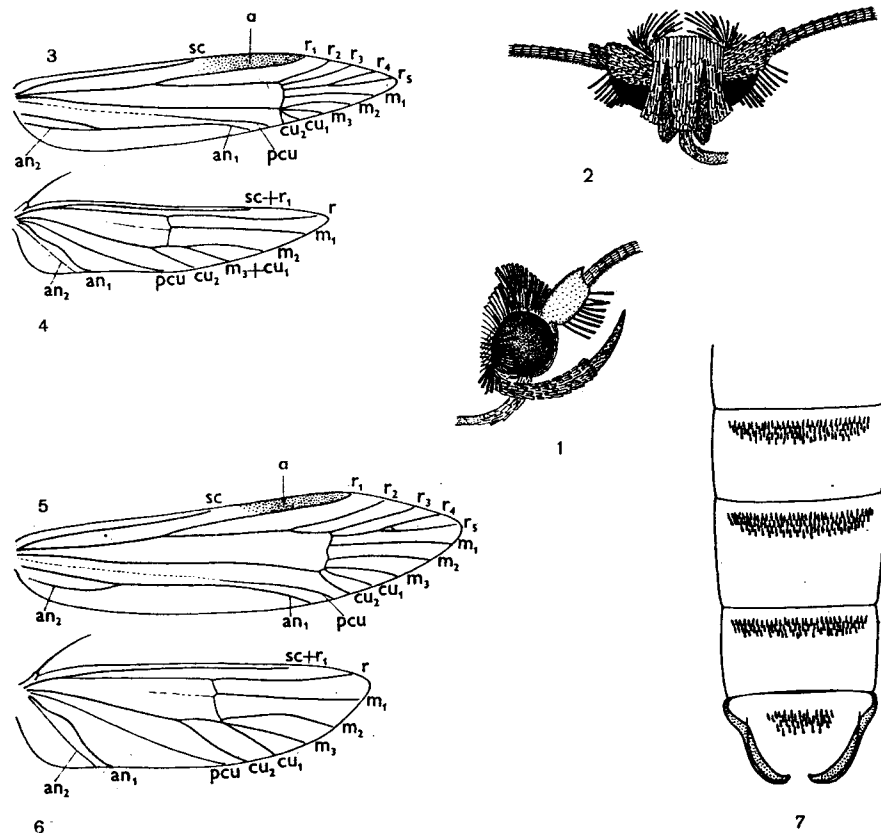 a
3
sc
r1
r2
r3
r4
r5
m1
m2
m3
cu1
cu2
pcu
an1
an2
2
sc+r1
r
m1
m2
m3+cu1
cu2
pcu
an1
an2
4
1
a
5
sc
r1
r2
r3
r4
r5
m1
m2
m3
cu1
cu2
pcu
an1
an2
sc+r1
r
m1
m2
m3
cu1
cu2
pcu
an1
an2
6
7